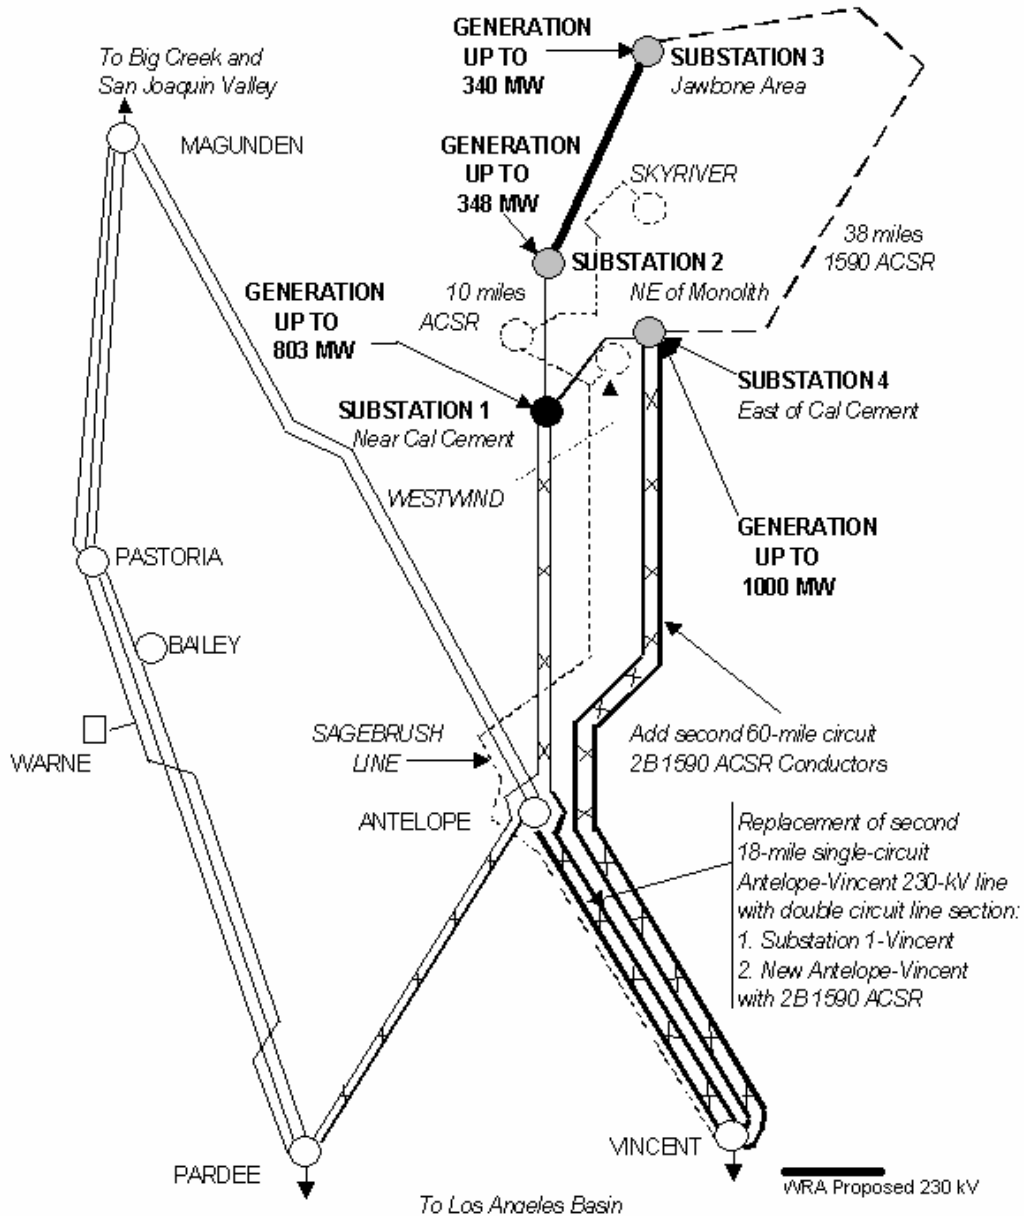 GENERATION
UP TO
340 MW
SUBSTATION 3
Jawbone Area
To Big Creek and
San Joaquin Valley
MAGUNDEN
GENERATION
UP TO
348 MW
SKYRIVER
38 miles
1590 ACSR
SUBSTATION 2
NE of Monolith
10 miles
ACSR
GENERATION
UP TO
803 MW
SUBSTATION 1
Near Cal Cement
SUBSTATION 4
East of Cal Cement
WESTWIND
GENERATION
UP TO
1000 MW
PASTORIA
BAILEY
WARNE
SAGEBRUSH
LINE
Add second 60-mile circuit
2B 1590 ACSR Conductors
ANTELOPE
Replacement of second
18-mile single-circuit
Antelope-Vincent 230-kV line
with double circuit line section:
1. Substation 1-Vincent
2. New Antelope-Vincent
with 2B 1590 ACSR
PARDEE
VINCENT
WRA Proposed 230 kV
To Los Angeles Basin